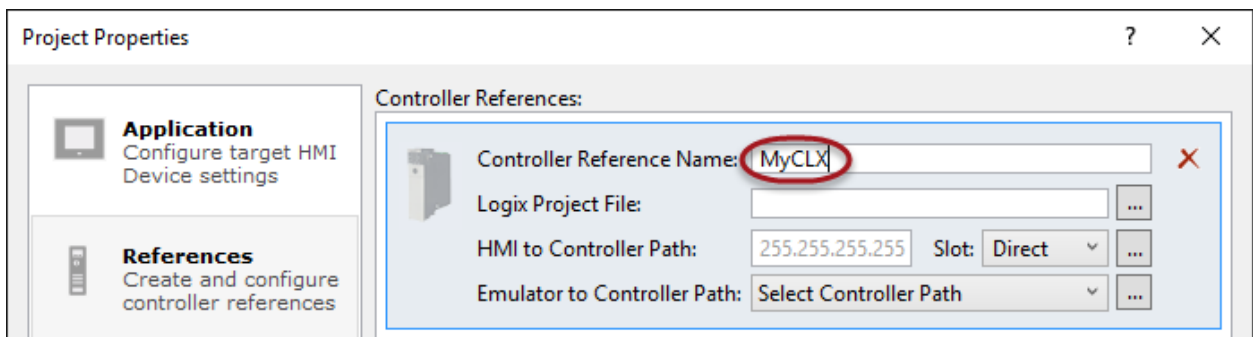 Project Properties
?
Application
Configure target HMI
Device settings
References
Create and configure
controller references
Controller References:
Controller Reference Name: MyCLX
Logix Project File: ...
HMI to Controller Path: 255.255.255.255 Slot: Direct ...
Emulator to Controller Path: Select Controller Path ...